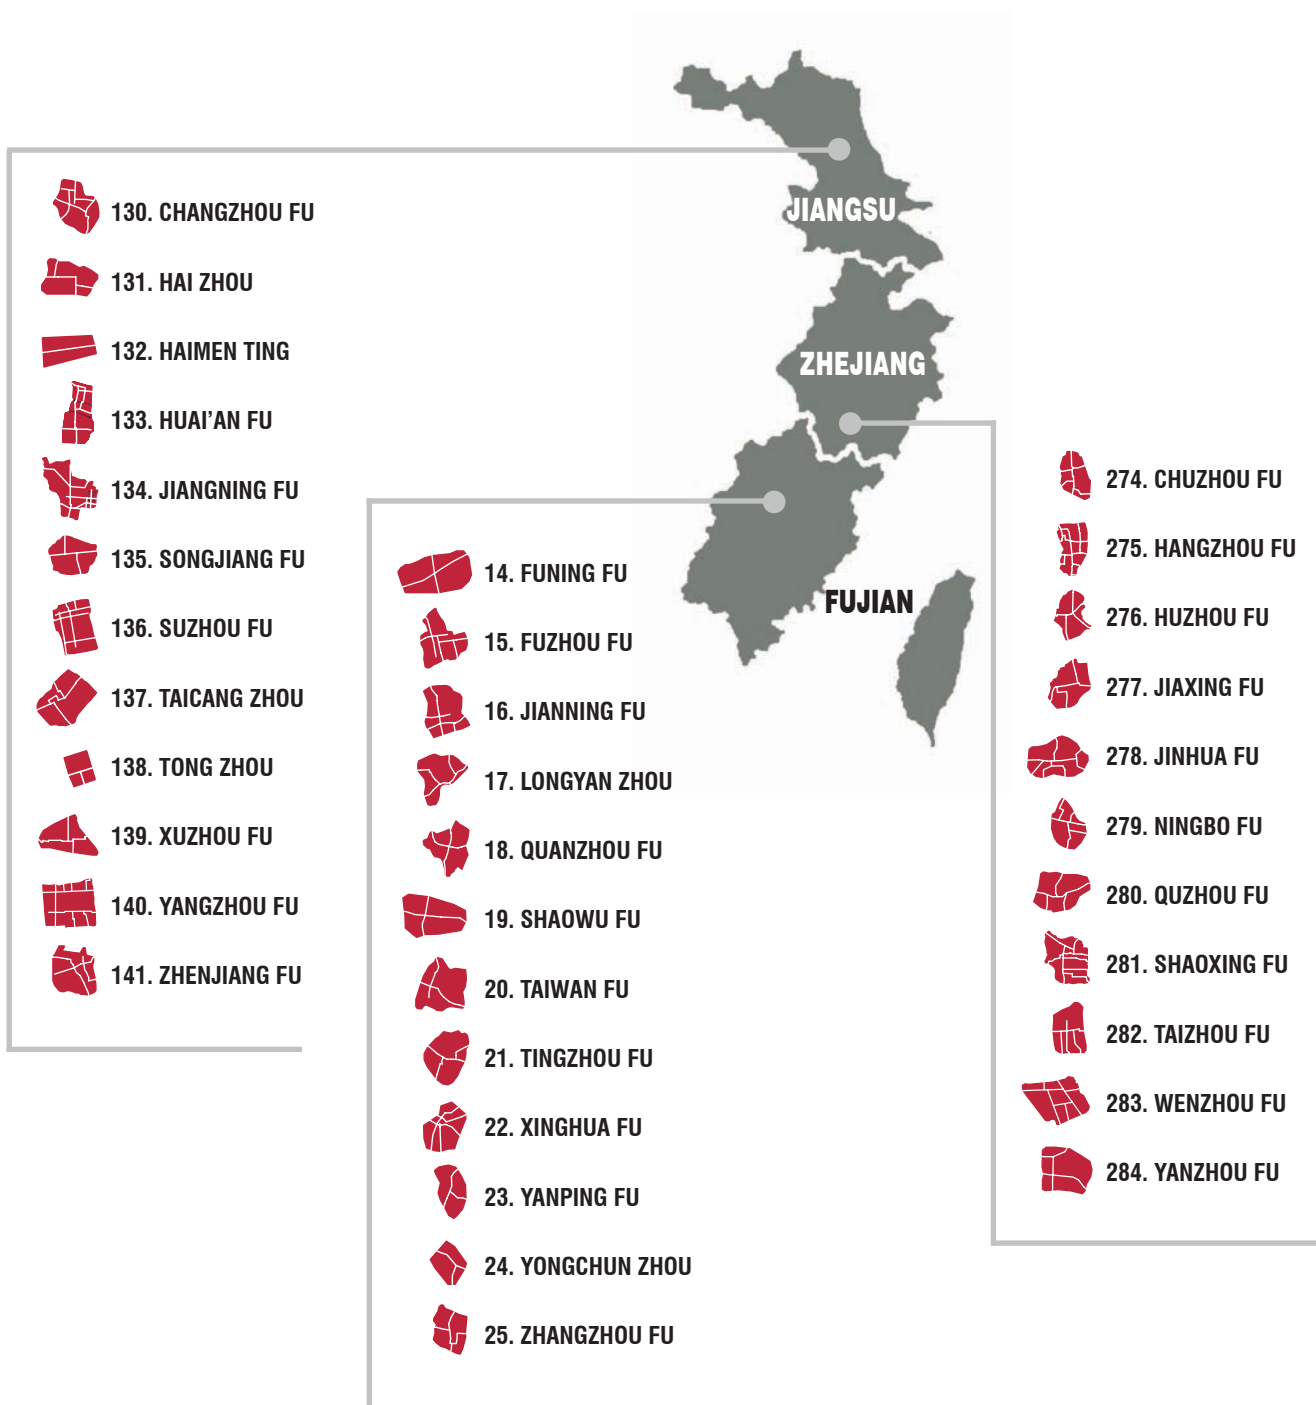 JIANGSU
ZHEJIANG
FUJIAN
130. CHANGZHOU FU
131. HAI ZHOU
132. HAIMEN TING
133. HUAI’AN FU
134. JIANGNING FU
135. SONGJIANG FU
136. SUZHOU FU
137. TAICANG ZHOU
138. TONG ZHOU
139. XUZHOU FU
140. YANGZHOU FU
141. ZHENJIANG FU
14. FUNING FU
15. FUZHOU FU
16. JIANNING FU
17. LONGYAN ZHOU
18. QUANZHOU FU
19. SHAOWU FU
20. TAIWAN FU
21. TINGZHOU FU
22. XINGHUA FU
23. YANPING FU
24. YONGCHUN ZHOU
25. ZHANGZHOU FU
274. CHUZHOU FU
275. HANGZHOU FU
276. HUZHOU FU
277. JIAXING FU
278. JINHUA FU
279. NINGBO FU
280. QUZHOU FU
281. SHAOXING FU
282. TAIZHOU FU
283. WENZHOU FU
284. YANZHOU FU